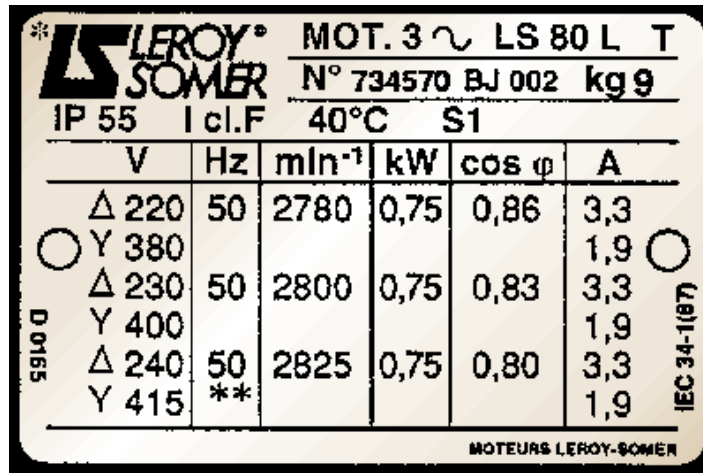 * LEROY® MOT. 3 ~ LS 80 L T
SOMER N° 734570 BJ 002 kg 9
IP 55 I cl.F 40°C S1
V Hz min-1 kW cos φ A
Δ 220 50 2780 0,75 0,86 3,3
Y 380 1,9
Δ 230 50 2800 0,75 0,83 3,3
Y 400 1,9
Δ 240 50 2825 0,75 0,80 3,3
Y 415 ** 1,9
D 0165
IEC 34-1(87)
MOTEURS LEROY-SOMER